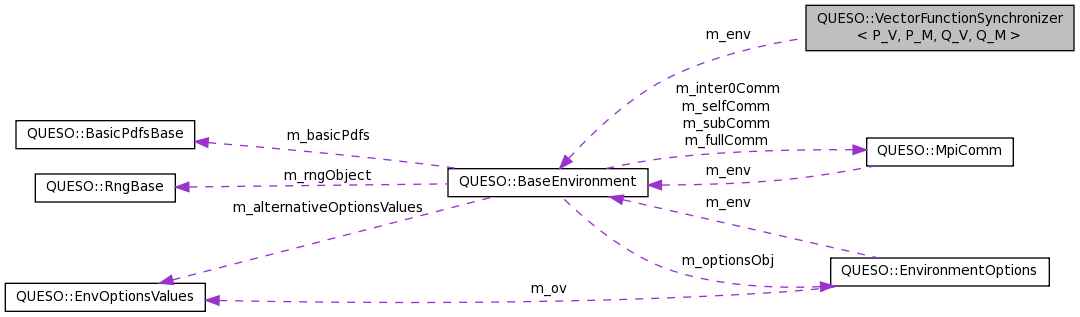 QUESO::VectorFunctionSynchronizer
< P_V, P_M, Q_V, Q_M >
m_env
m_inter0Comm
m_selfComm
m_subComm
m_fullComm
QUESO::BasicPdfsBase
m_basicPdfs
QUESO::MpiComm
m_rngObject
m_env
QUESO::RngBase
QUESO::BaseEnvironment
m_alternativeOptionsValues
m_env
m_optionsObj
QUESO::EnvironmentOptions
m_ov
QUESO::EnvOptionsValues